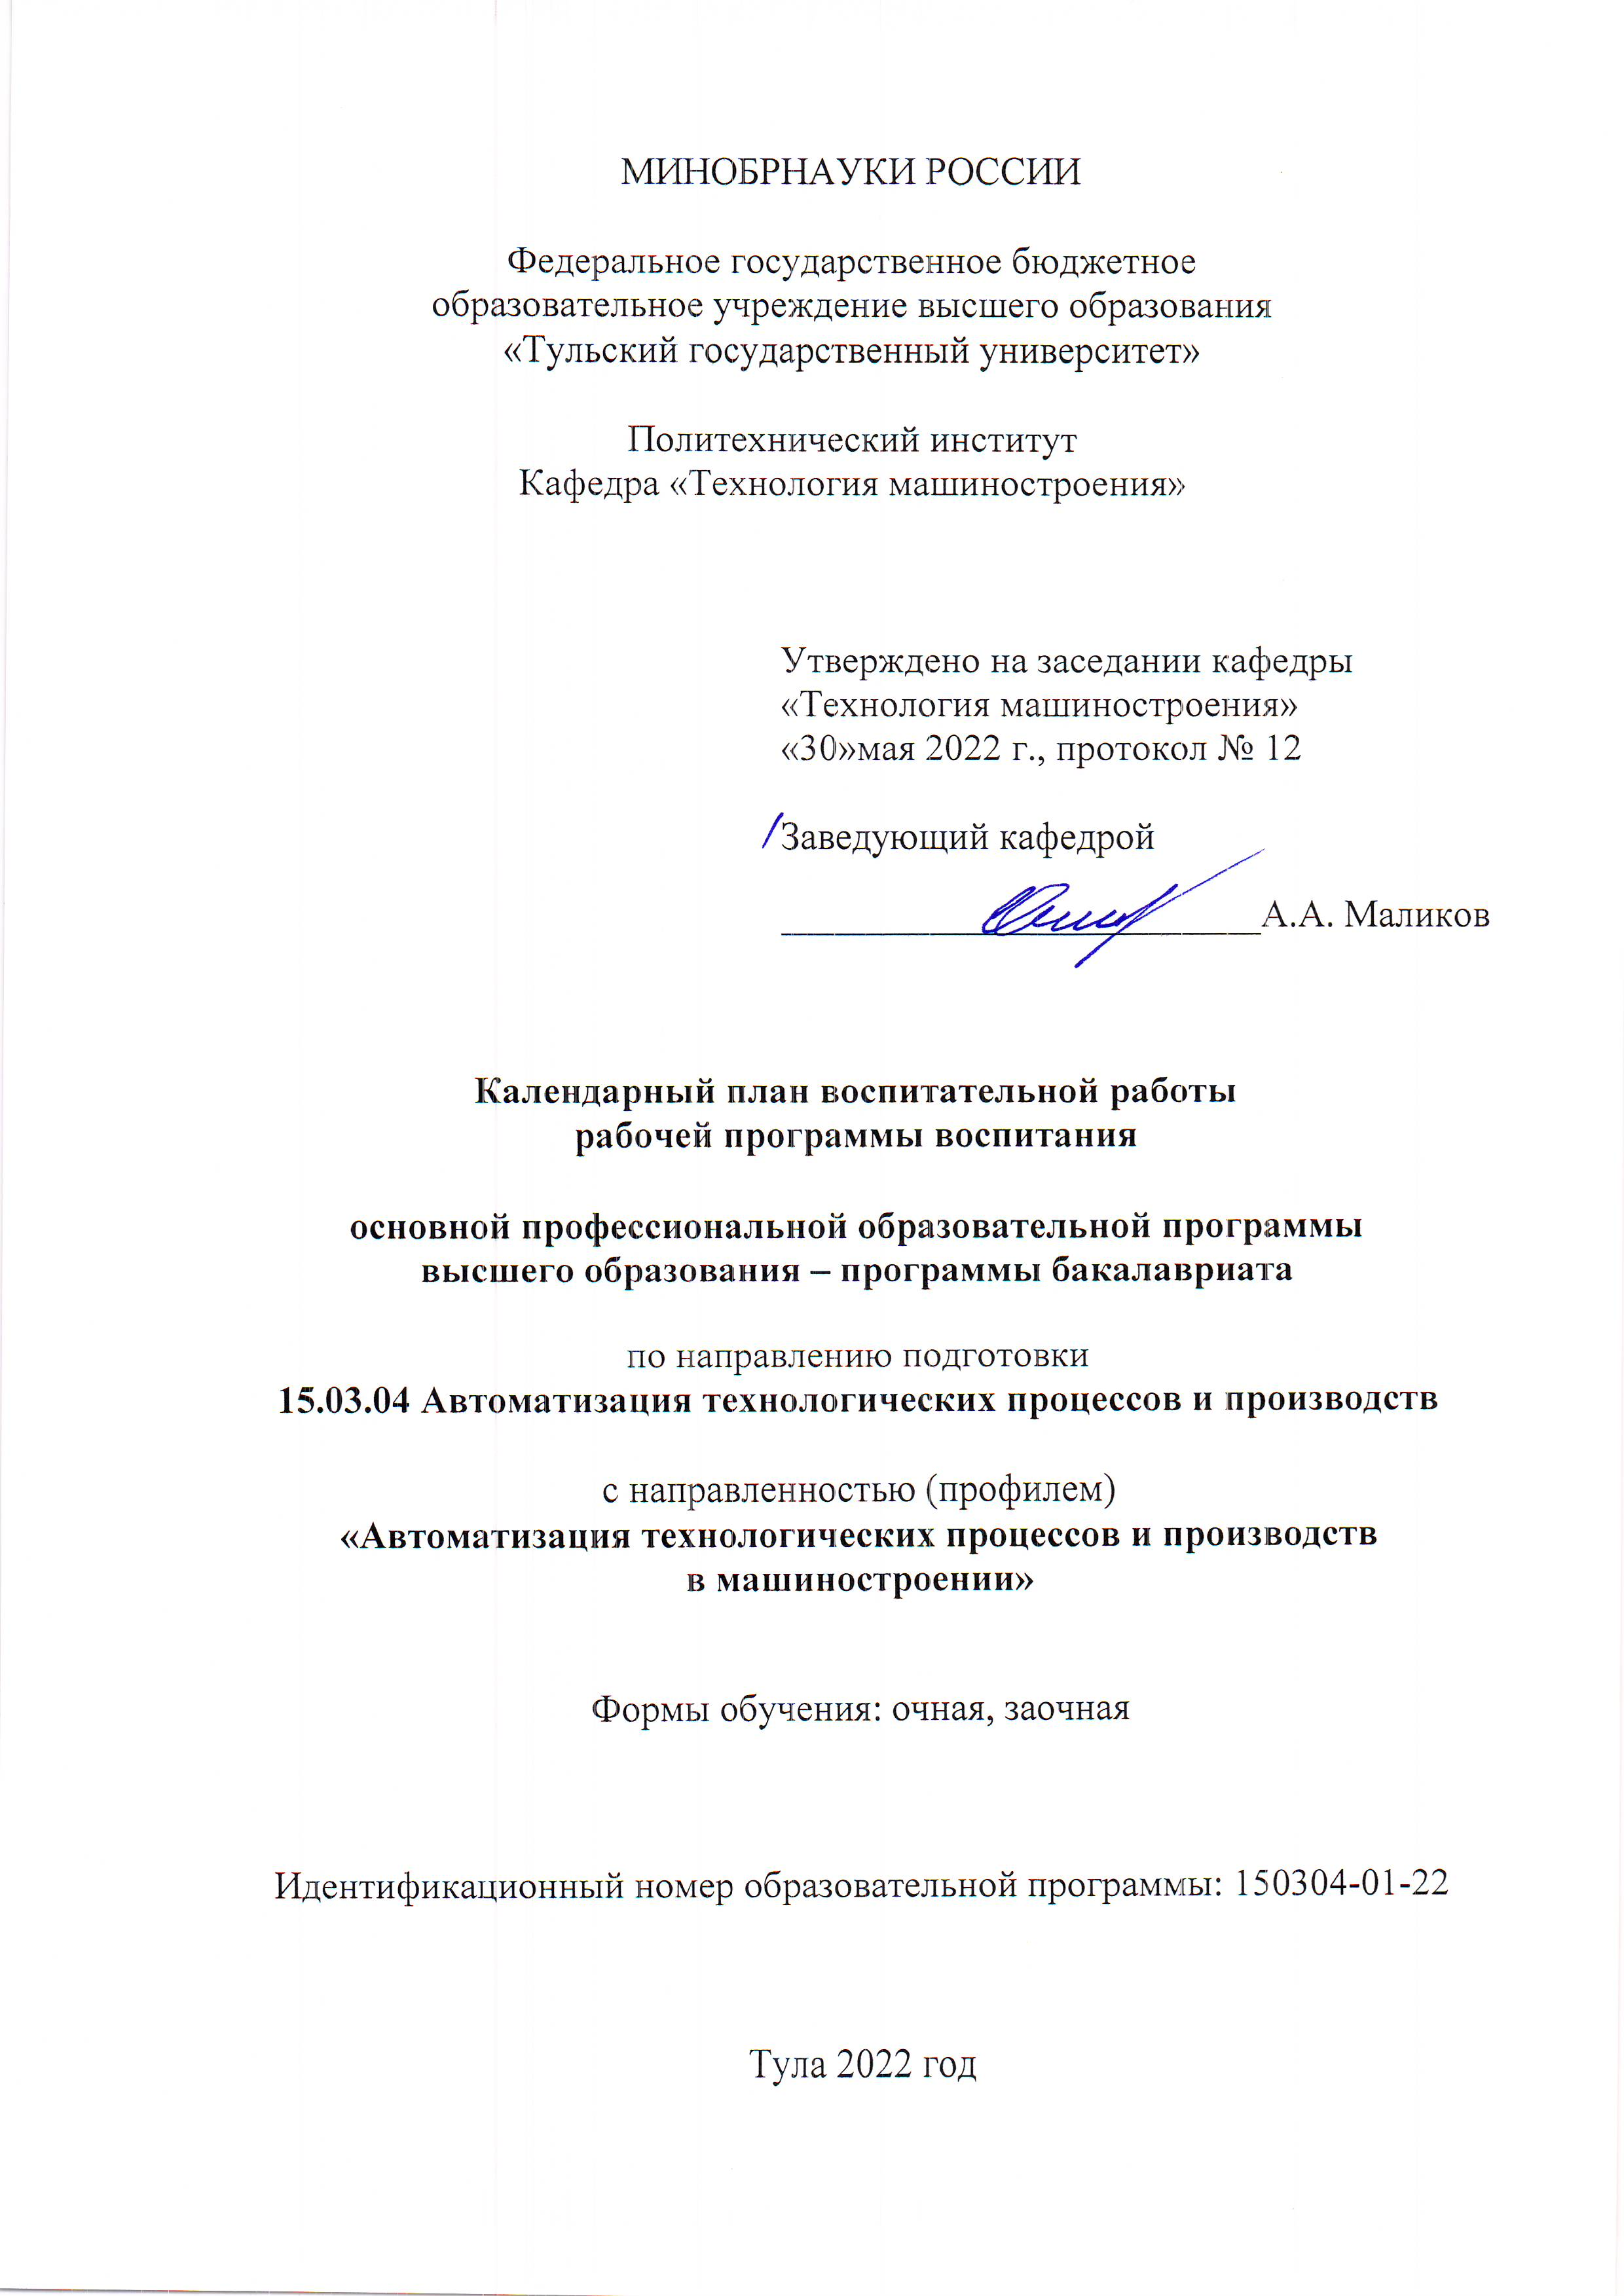 МИНОБРНАУКИ РОССИИ
Федеральное государственное бюджетное
образовательное учреждение высшего образования
«Тульский государственный университет»
Политехнический институт
Кафедра «Технология машиностроения»
Утверждено на заседании кафедры
«Технология машиностроения»
«30»мая 2022 г., протокол № 12
Заведующий кафедрой
А.А. Маликов
Календарный план воспитательной работы
рабочей программы воспитания
основной профессиональной образовательной программы
высшего образования – программы бакалавриата
по направлению подготовки
15.03.04 Автоматизация технологических процессов и производств
с направленностью (профилем)
«Автоматизация технологических процессов и производств
в машиностроении»
Формы обучения: очная, заочная
Идентификационный номер образовательной программы: 150304-01-22
Тула 2022 год